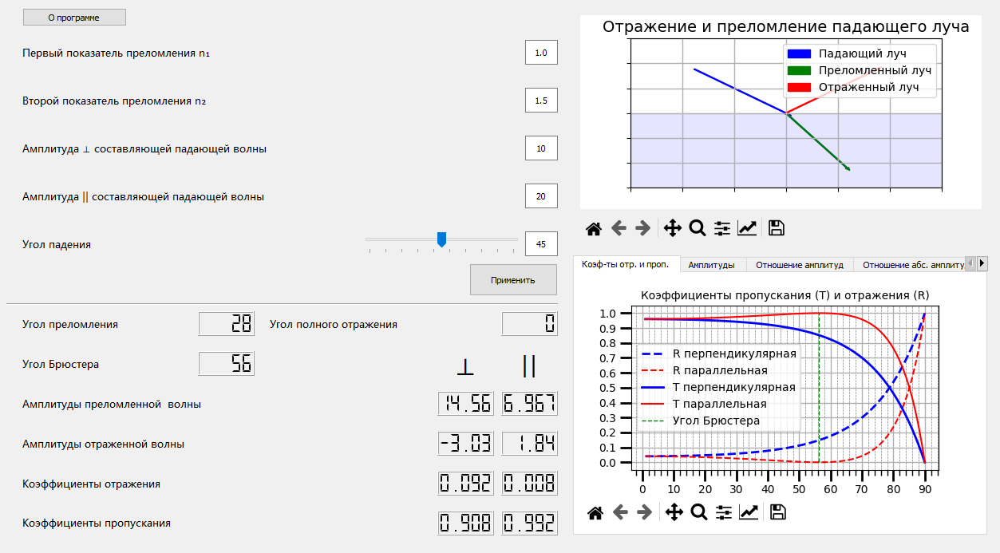 О программе
Первый показатель преломления n₁
1.0
Второй показатель преломления n₂
1.5
Амплитуда ⊥ составляющей падающей волны
10
Амплитуда || составляющей падающей волны
20
Угол падения
45
Применить
Угол преломления 28 Угол полного отражения 0
Угол Брюстера 56 ⊥ ||
Амплитуды преломленной волны 14.56 6.967
Амплитуды отраженной волны -3.03 1.84
Коэффициенты отражения 0.092 0.008
Коэффициенты пропускания 0.908 0.992
Отражение и преломление падающего луча
Падающий луч
Преломленный луч
Отраженный луч
Коэф-ты отр. и проп. Амплитуды Отношение амплитуд Отношение абс. амплиту
Коэффициенты пропускания (T) и отражения (R)
1.0
0.9
0.8
0.7
0.6
0.5
0.4
0.3
0.2
0.1
0.0
R перпендикулярная
R параллельная
T перпендикулярная
T параллельная
Угол Брюстера
0 10 20 30 40 50 60 70 80 90